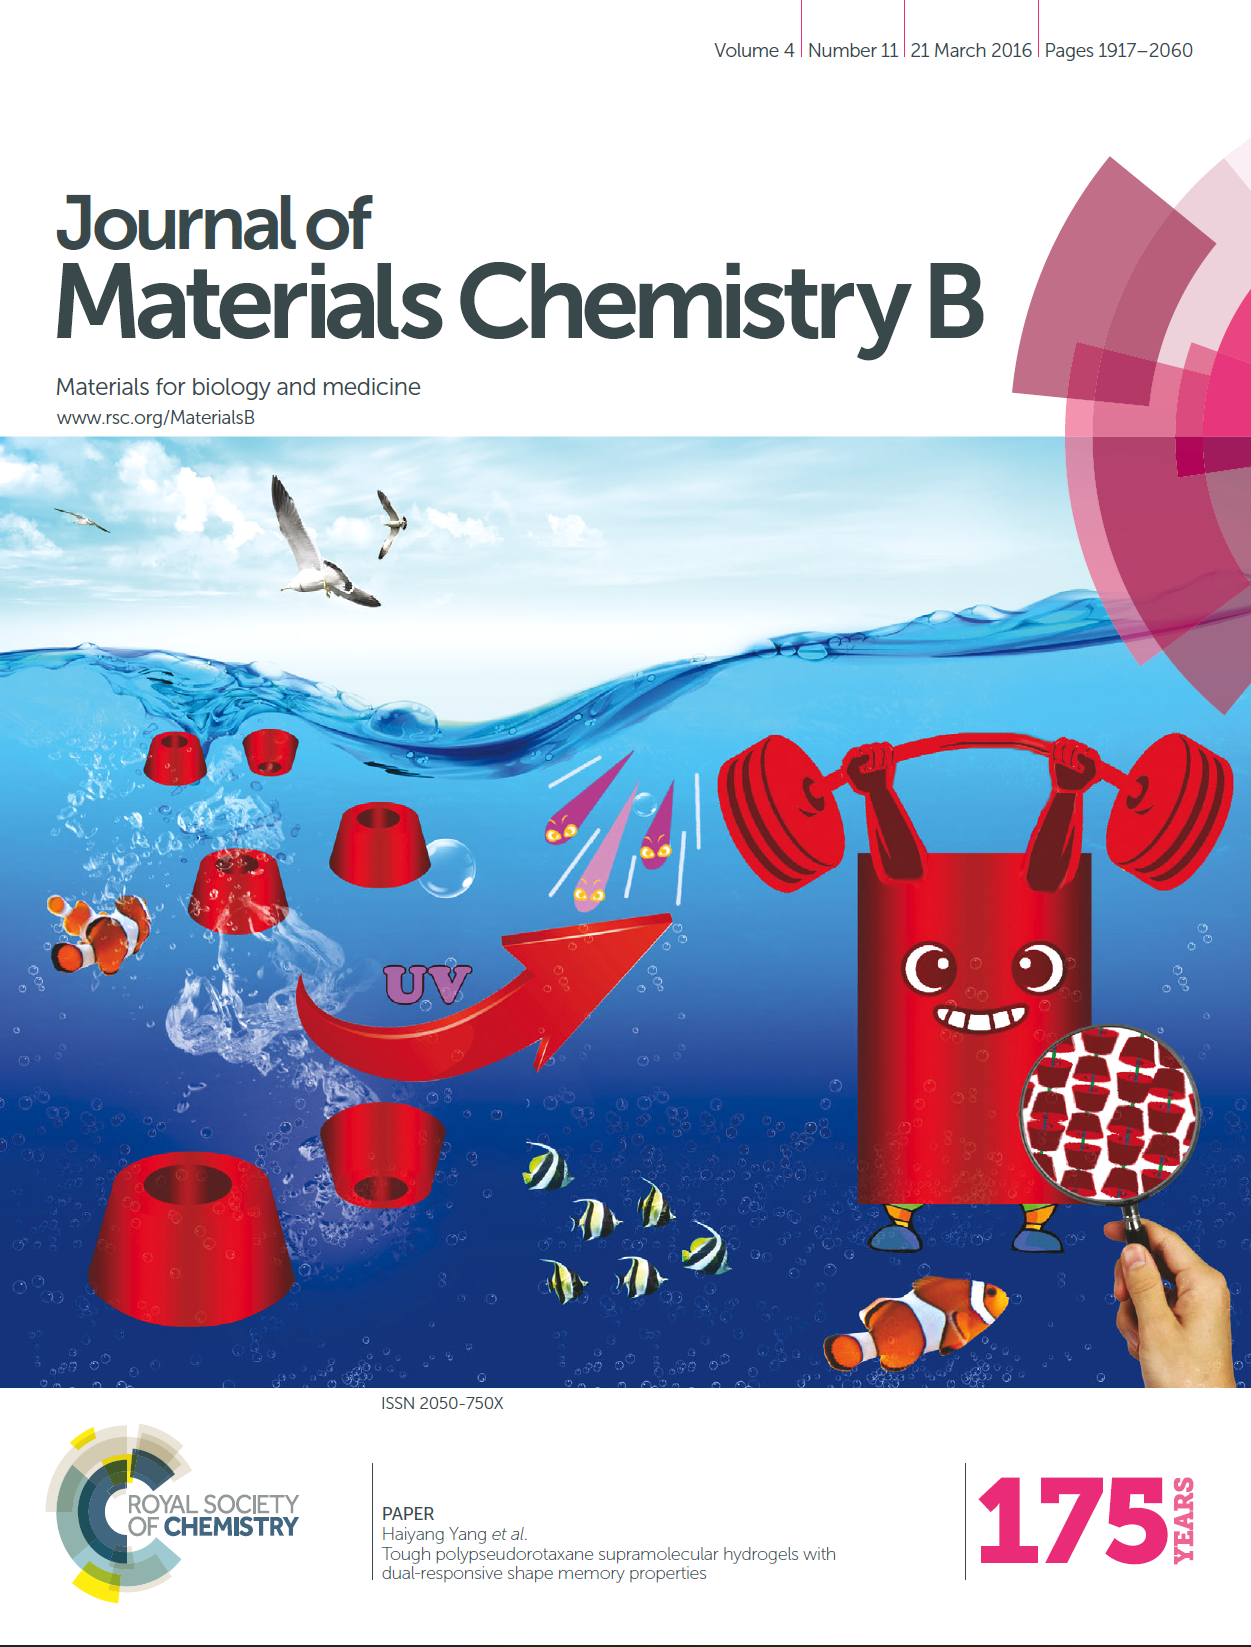 Volume 4 | Number 11 | 21 March 2016 | Pages 1917–2060
Journal of
Materials Chemistry B
Materials for biology and medicine
www.rsc.org/MaterialsB
UV
ISSN 2050-750X
ROYAL SOCIETY
OF CHEMISTRY
PAPER
Haiyang Yang et al.
Tough polypseudorotaxane supramolecular hydrogels with
dual-responsive shape memory properties
175
YEARS